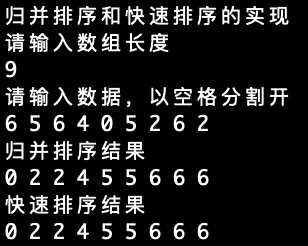 归并排序和快速排序的实现
请输入数组长度
9
请输入数据，以空格分割开
6 5 6 4 0 5 2 6 2
归并排序结果
0 2 2 4 5 5 6 6 6
快速排序结果
0 2 2 4 5 5 6 6 6